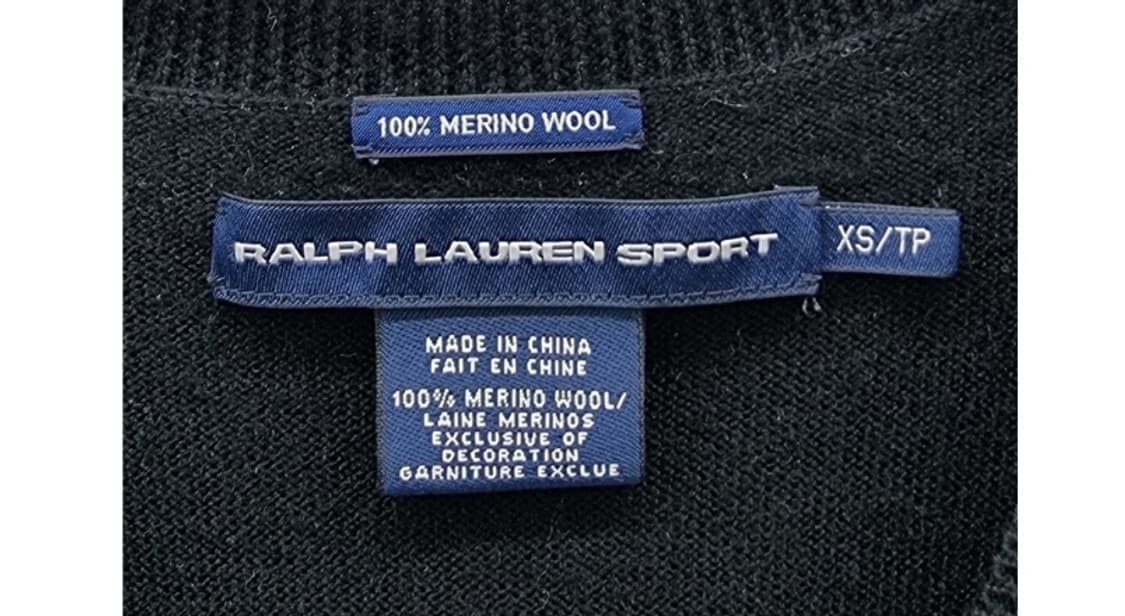 100% MERINO WOOL
RALPH LAUREN SPORT
XS/TP
MADE IN CHINA
FAIT EN CHINE
100% MERINO WOOL/
LAINE MERINOS
EXCLUSIVE OF
DECORATION
GARNITURE EXCLUE